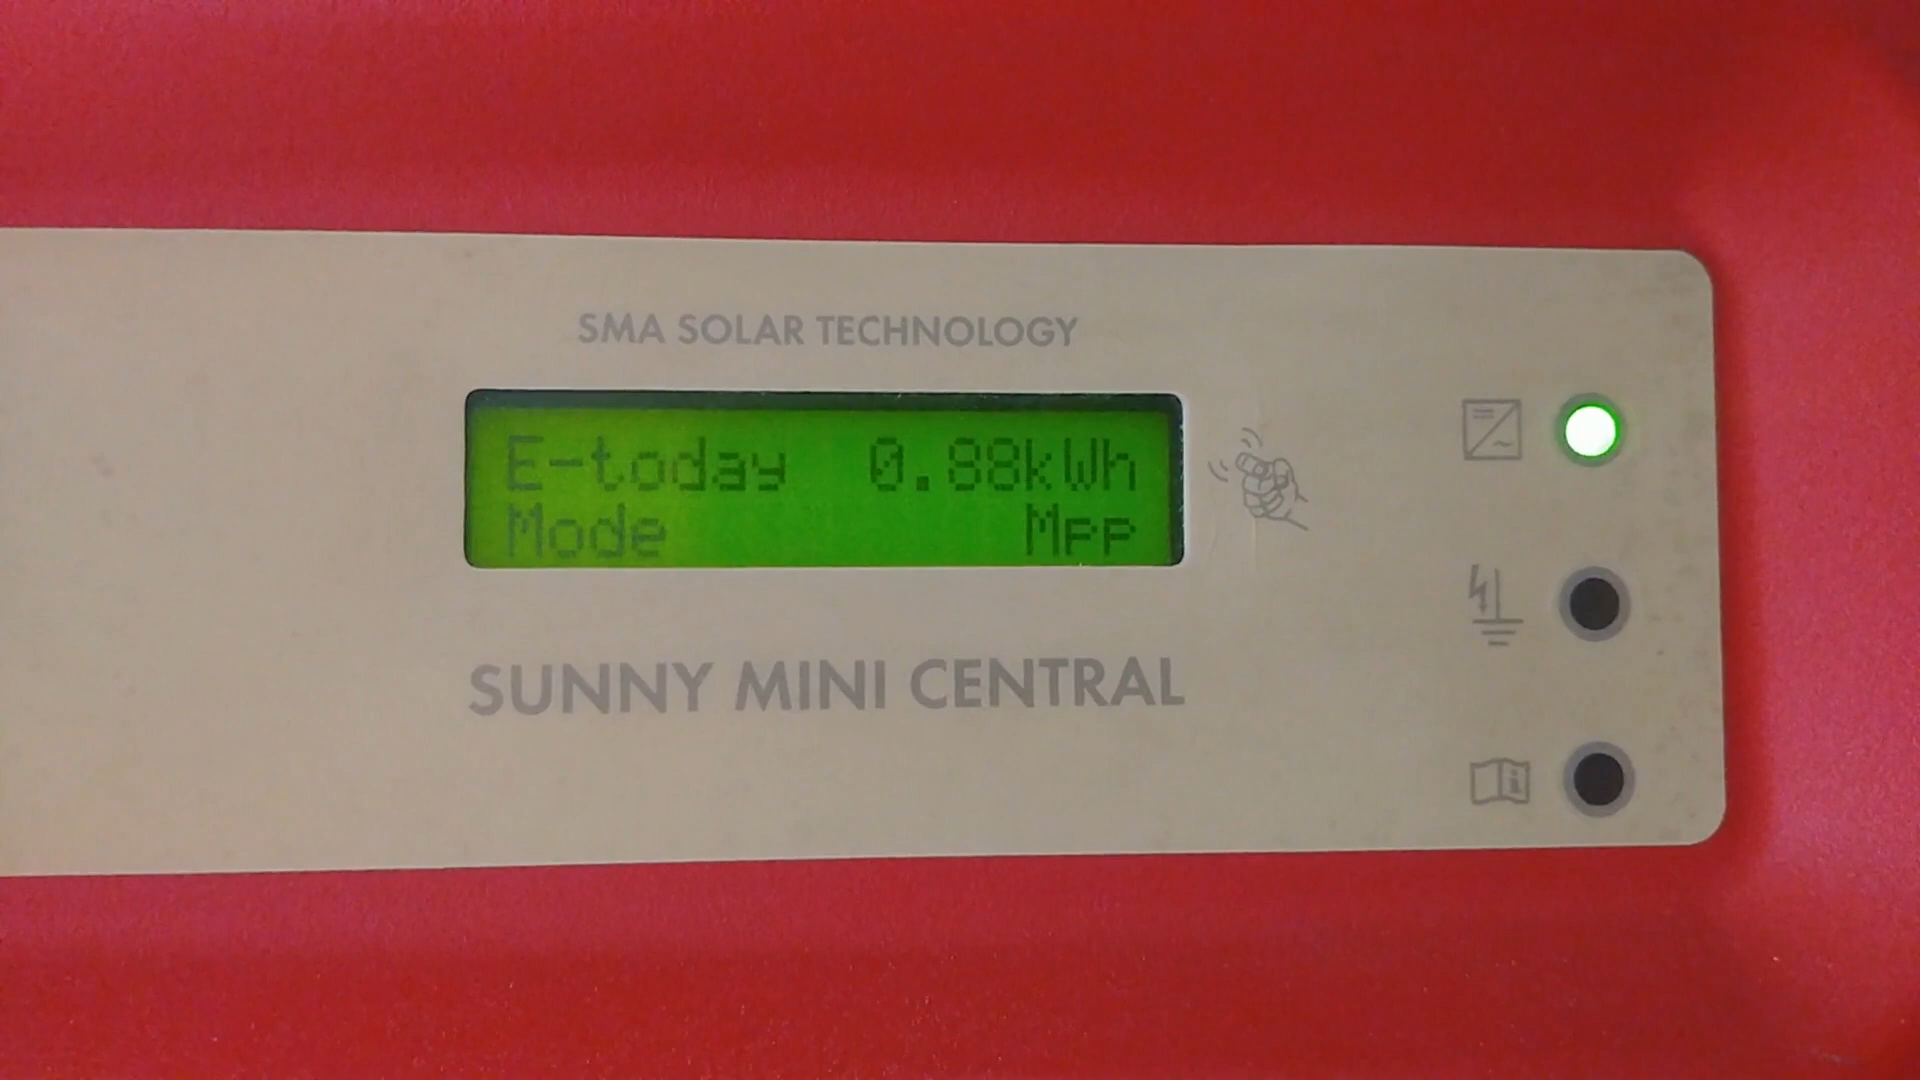 SMA SOLAR TECHNOLOGY
E-today 0.88kWh
Mode Mpp
SUNNY MINI CENTRAL